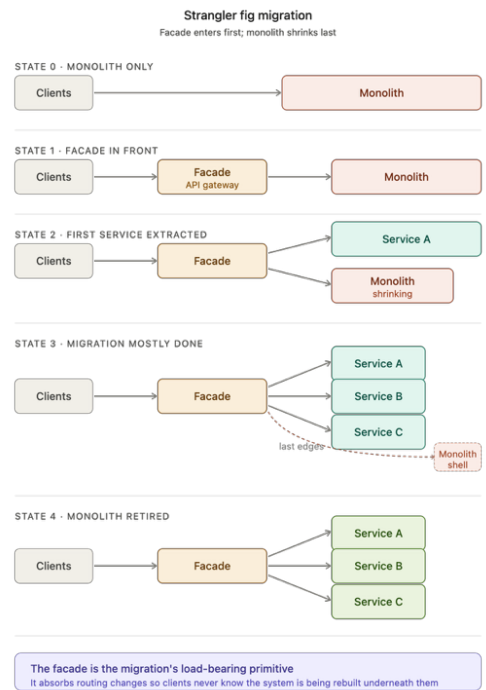 Strangler fig migration
Facade enters first; monolith shrinks last
STATE 0 · MONOLITH ONLY
Clients
Monolith
STATE 1 · FACADE IN FRONT
Clients
Facade
API gateway
Monolith
STATE 2 · FIRST SERVICE EXTRACTED
Clients
Facade
Service A
Monolith
shrinking
STATE 3 · MIGRATION MOSTLY DONE
Clients
Facade
Service A
Service B
Service C
last edges
Monolith
shell
STATE 4 · MONOLITH RETIRED
Clients
Facade
Service A
Service B
Service C
The facade is the migration's load-bearing primitive
It absorbs routing changes so clients never know the system is being rebuilt underneath them